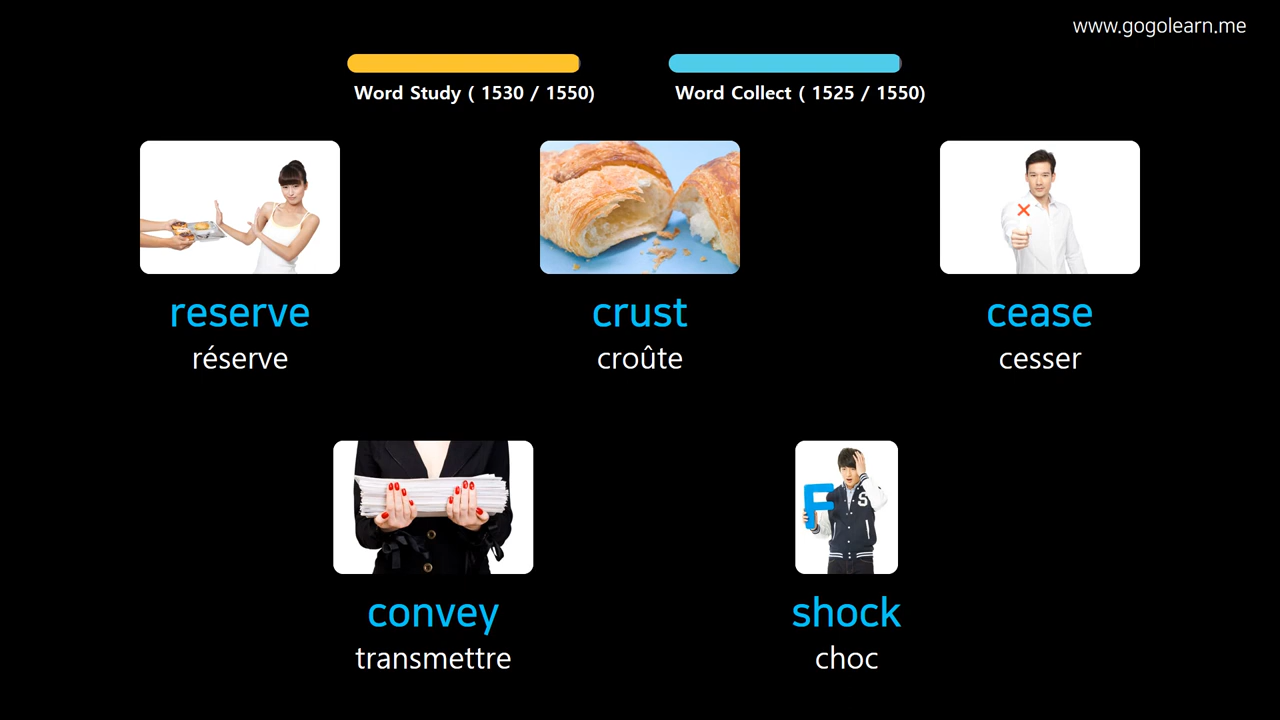 www.gogolearn.me
Word Study ( 1530 / 1550)
Word Collect ( 1525 / 1550)
reserve
réserve
crust
croûte
cease
cesser
convey
transmettre
F
S
shock
choc